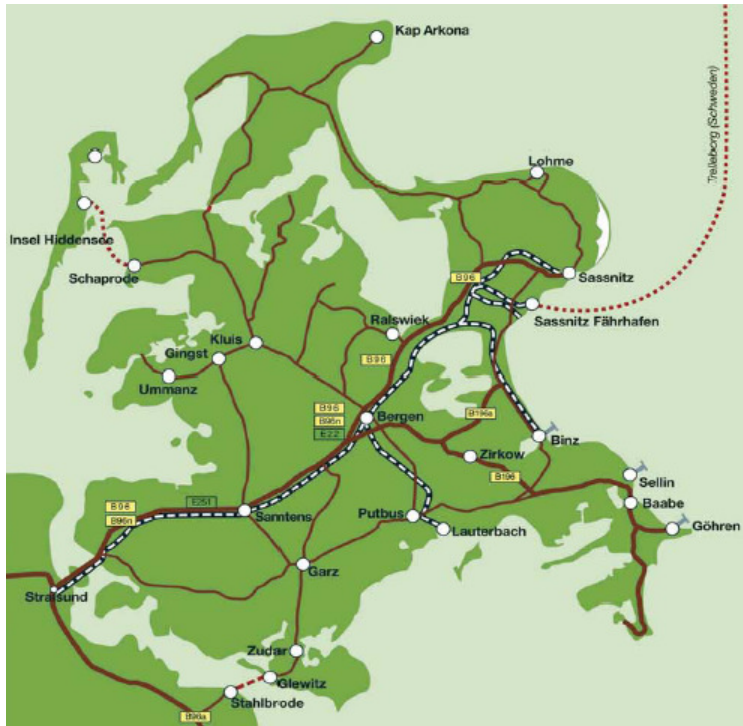 Kap Arkona
Trelleborg (Schweden)
Lohme
Insel Hiddensee
Schaprode
B96
Sassnitz
Sassnitz Fährhafen
Ralswiek
Kluis
Gingst
B96
Ummanz
B96
B96n
E22
Bergen
B196a
Binz
Zirkow
B196
Sellin
Baabe
Göhren
B96
B96n
E251
Samtens
Putbus
Lauterbach
Garz
Stralsund
Zudar
Glewitz
Stahlbrode
B96a